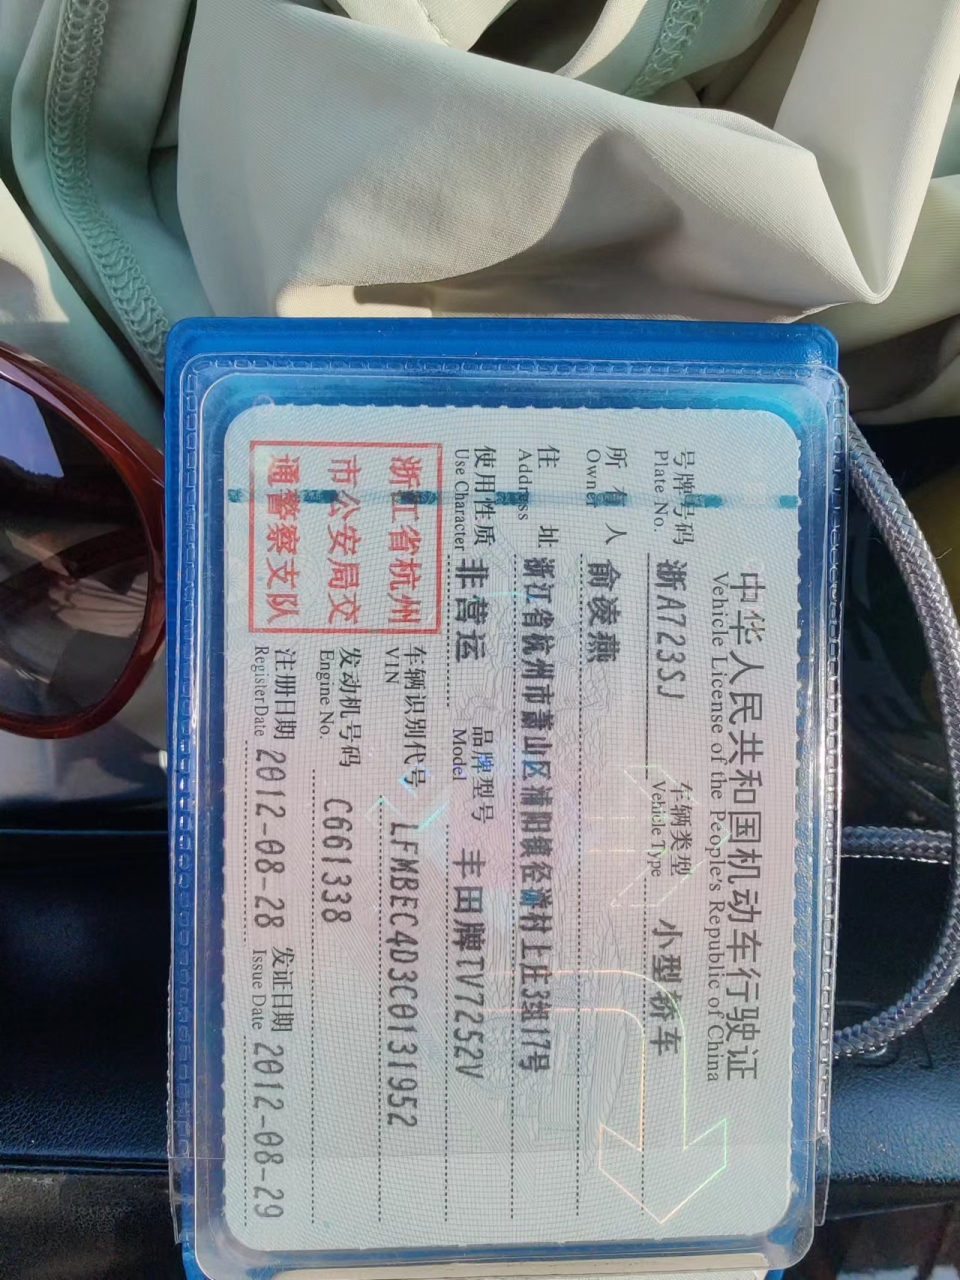 中华人民共和国机动车行驶证
Vehicle License of the People's Republic of China
号牌号码 浙A723SJ 车辆类型 小型轿车
Plate No. Vehicle Type
所有人 俞凌燕
Owner
住址 浙江省杭州市萧山区浦阳镇径游村上庄3组17号
Address
使用性质 非营运 品牌型号 丰田牌TV7252V
Use Character Model
浙江省杭州
市公安局交
通警察支队
车辆识别代号 LFMBEC4D3C0131952
VIN
发动机号码 C661338
Engine No.
注册日期 2012-08-28 发证日期 2012-08-29
Register Date Issue Date